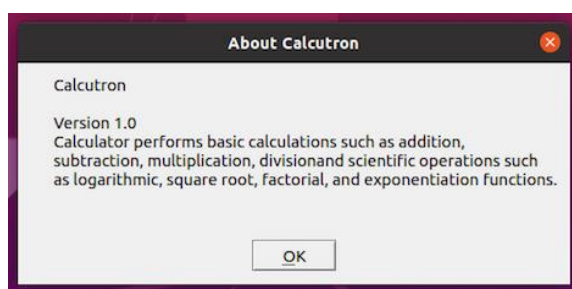 About Calcutron
Calcutron
Version 1.0
Calculator performs basic calculations such as addition,
subtraction, multiplication, divisionand scientific operations such
as logarithmic, square root, factorial, and exponentiation functions.
OK